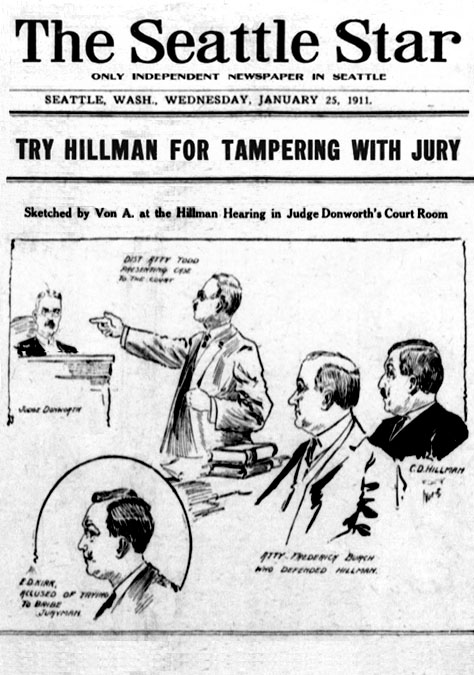 The Seattle Star
ONLY INDEPENDENT NEWSPAPER IN SEATTLE
SEATTLE, WASH., WEDNESDAY, JANUARY 25, 1911.
TRY HILLMAN FOR TAMPERING WITH JURY
Sketched by Von A. at the Hillman Hearing in Judge Donworth's Court Room
DIST ATTY TODD
PRESENTING CASE
TO THE COURT
JUDGE DONWORTH
C.D. HILLMAN
ATTY. FREDERICK BURCH
WHO DEFENDED HILLMAN.
E.D. KIRK,
ACCUSED OF TRYING
TO BRIBE
JURYMAN.